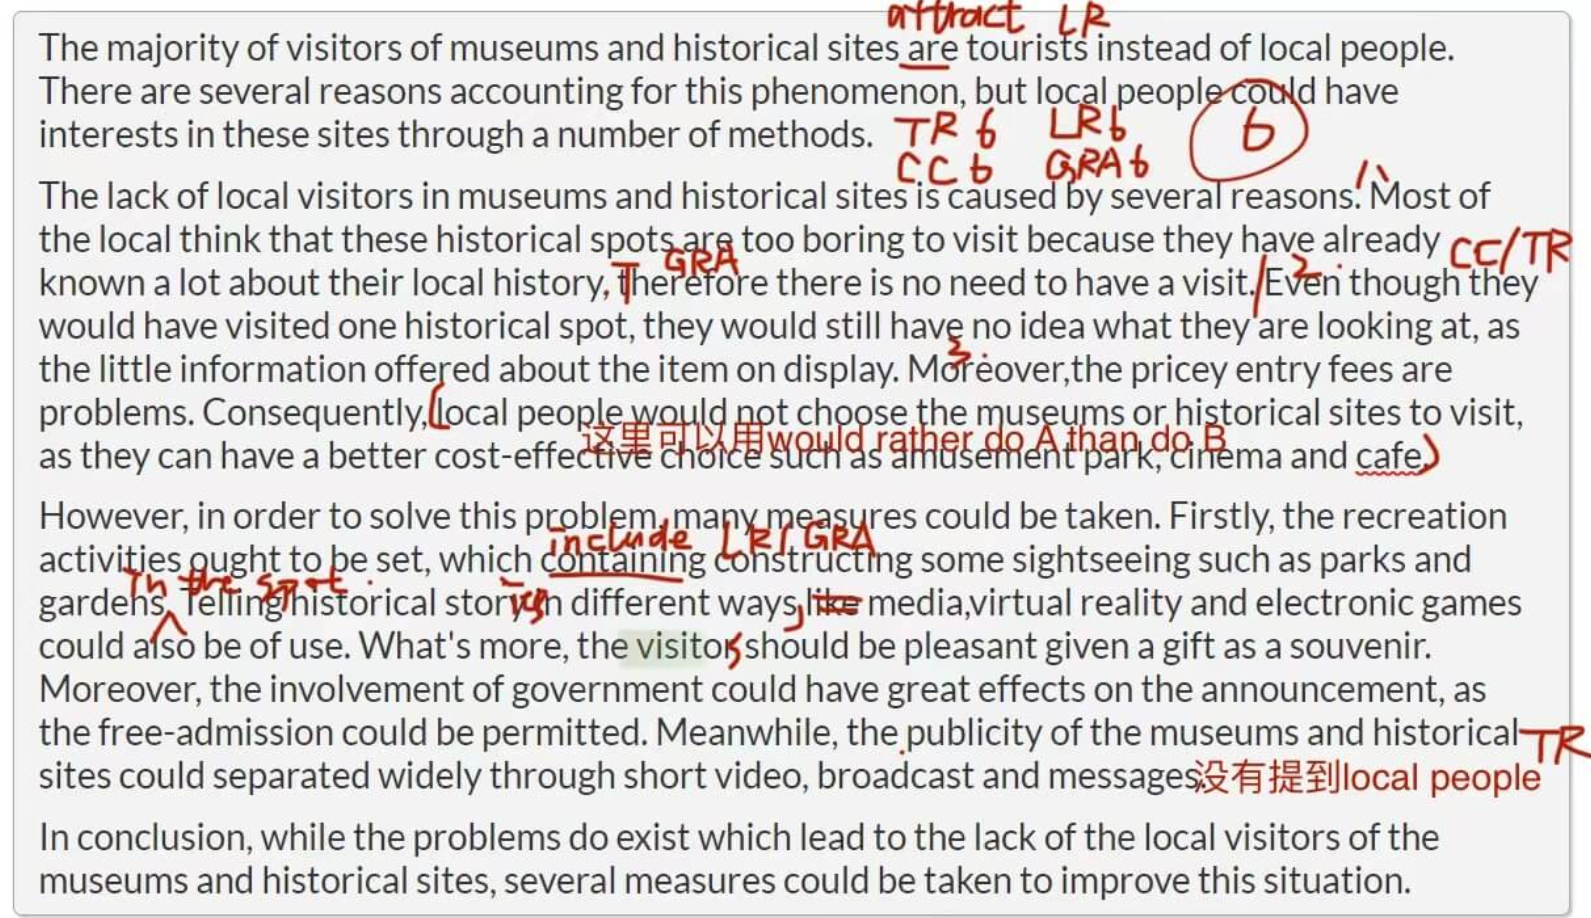 attract LR
The majority of visitors of museums and historical sites are tourists instead of local people.
There are several reasons accounting for this phenomenon, but local people could have
interests in these sites through a number of methods.
TR 6 LR 6 6
CC 6 GRA 6
The lack of local visitors in museums and historical sites is caused by several reasons. 1、 Most of
the local think that these historical spots are too boring to visit because they have already CC/TR
T GRA
known a lot about their local history, therefore there is no need to have a visit. / 2. Even though they
would have visited one historical spot, they would still have no idea what they are looking at, as
3.
the little information offered about the item on display. Moreover,the pricey entry fees are
problems. Consequently, (local people would not choose the museums or historical sites to visit,
这里可以用would rather do A than do B
as they can have a better cost-effective choice such as amusement park, cinema and cafe.)
However, in order to solve this problem, many measures could be taken. Firstly, the recreation
include LR/GRA
activities ought to be set, which containing constructing some sightseeing such as parks and
In the spot
gardens. Telling historical story in different ways, like media,virtual reality and electronic games
ies
could also be of use. What's more, the visitors should be pleasant given a gift as a souvenir.
Moreover, the involvement of government could have great effects on the announcement, as
the free-admission could be permitted. Meanwhile, the publicity of the museums and historical TR
sites could separated widely through short video, broadcast and messages. 没有提到local people
In conclusion, while the problems do exist which lead to the lack of the local visitors of the
museums and historical sites, several measures could be taken to improve this situation.